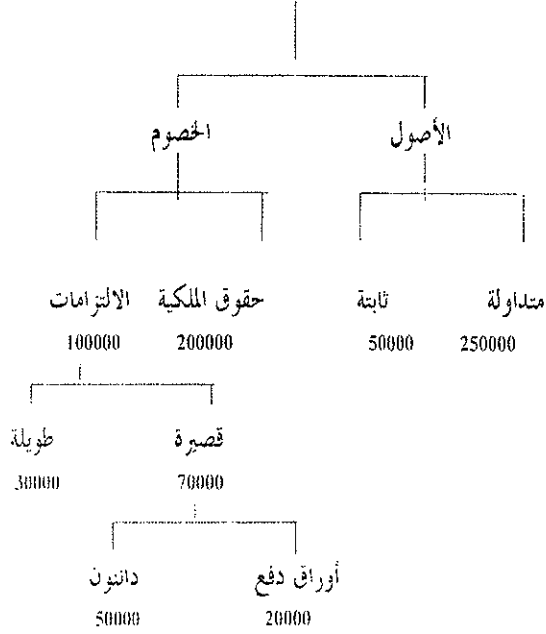 الأصول الخصوم
متداولة ثابتة حقوق الملكية الالتزامات
250000 50000 200000 100000
قصيرة طويلة
70000 30000
أوراق دفع دائنون
20000 50000